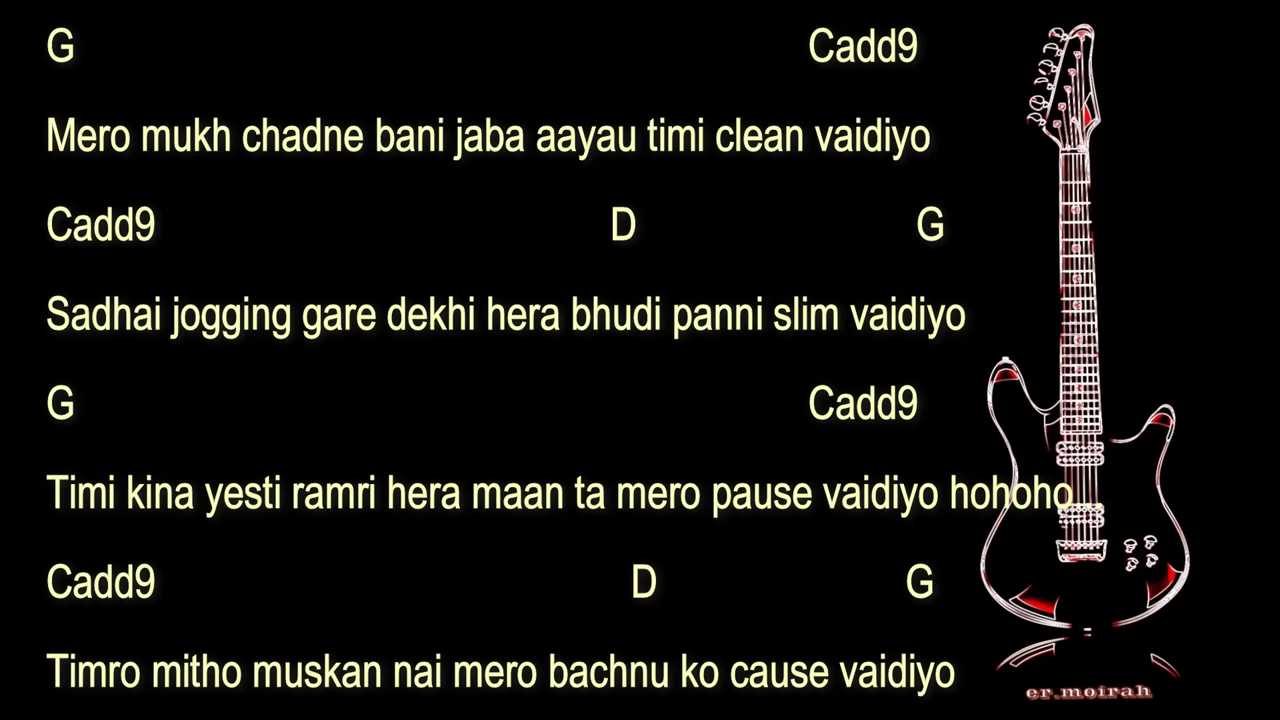 G Cadd9
Mero mukh chadne bani jaba aayau timi clean vaidiyo
Cadd9 D G
Sadhai jogging gare dekhi hera bhudi panni slim vaidiyo
G Cadd9
Timi kina yesti ramri hera maan ta mero pause vaidiyo hohoho...
Cadd9 D G
Timro mitho muskan nai mero bachnu ko cause vaidiyo
er.moirah